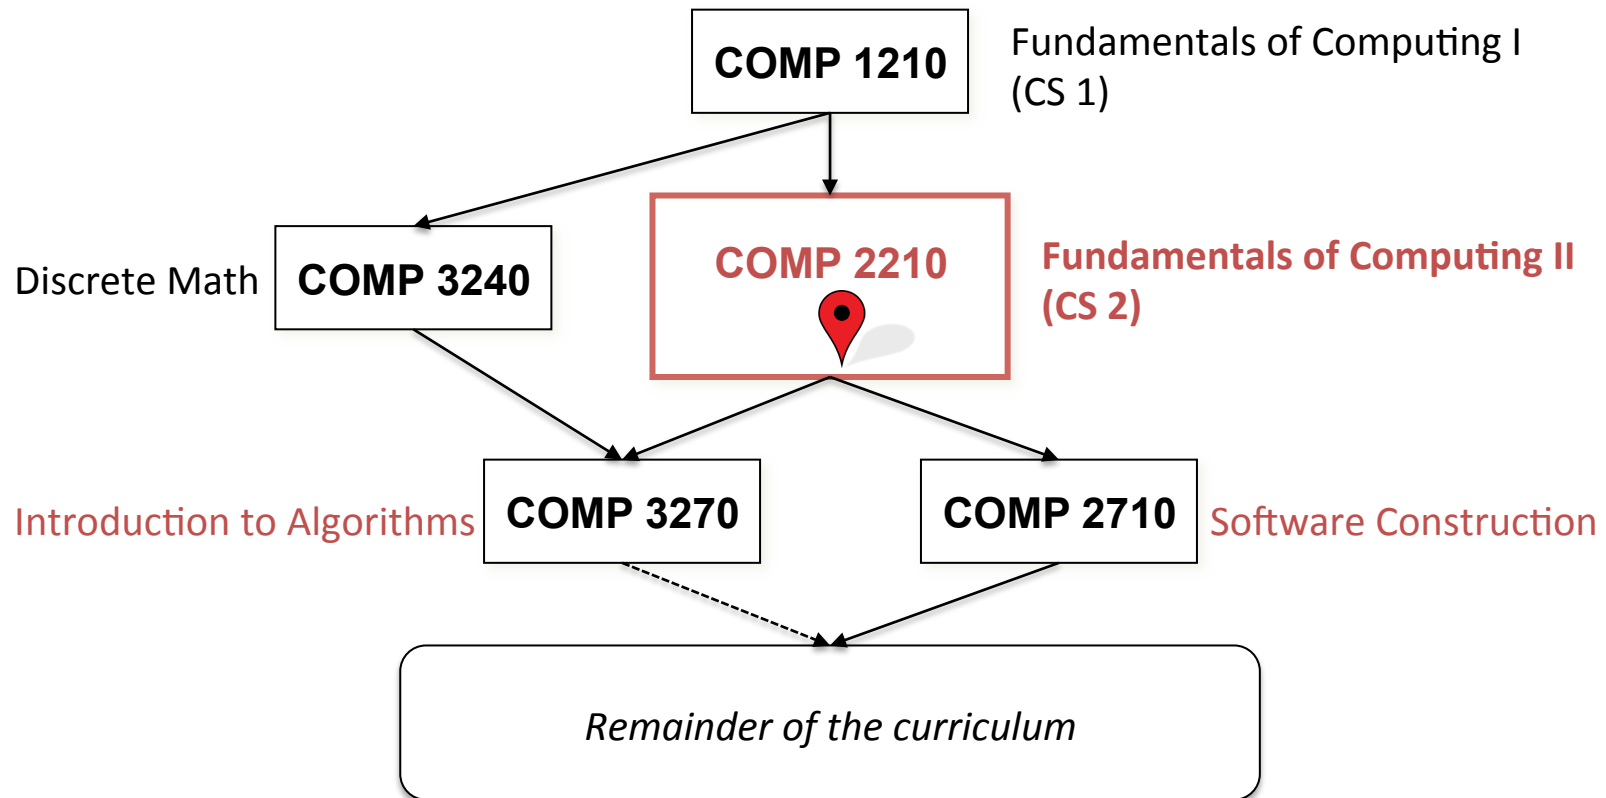 COMP 1210
Fundamentals of Computing I
(CS 1)
Discrete Math
COMP 3240
COMP 2210
Fundamentals of Computing II
(CS 2)
Introduction to Algorithms
COMP 3270
COMP 2710
Software Construction
Remainder of the curriculum